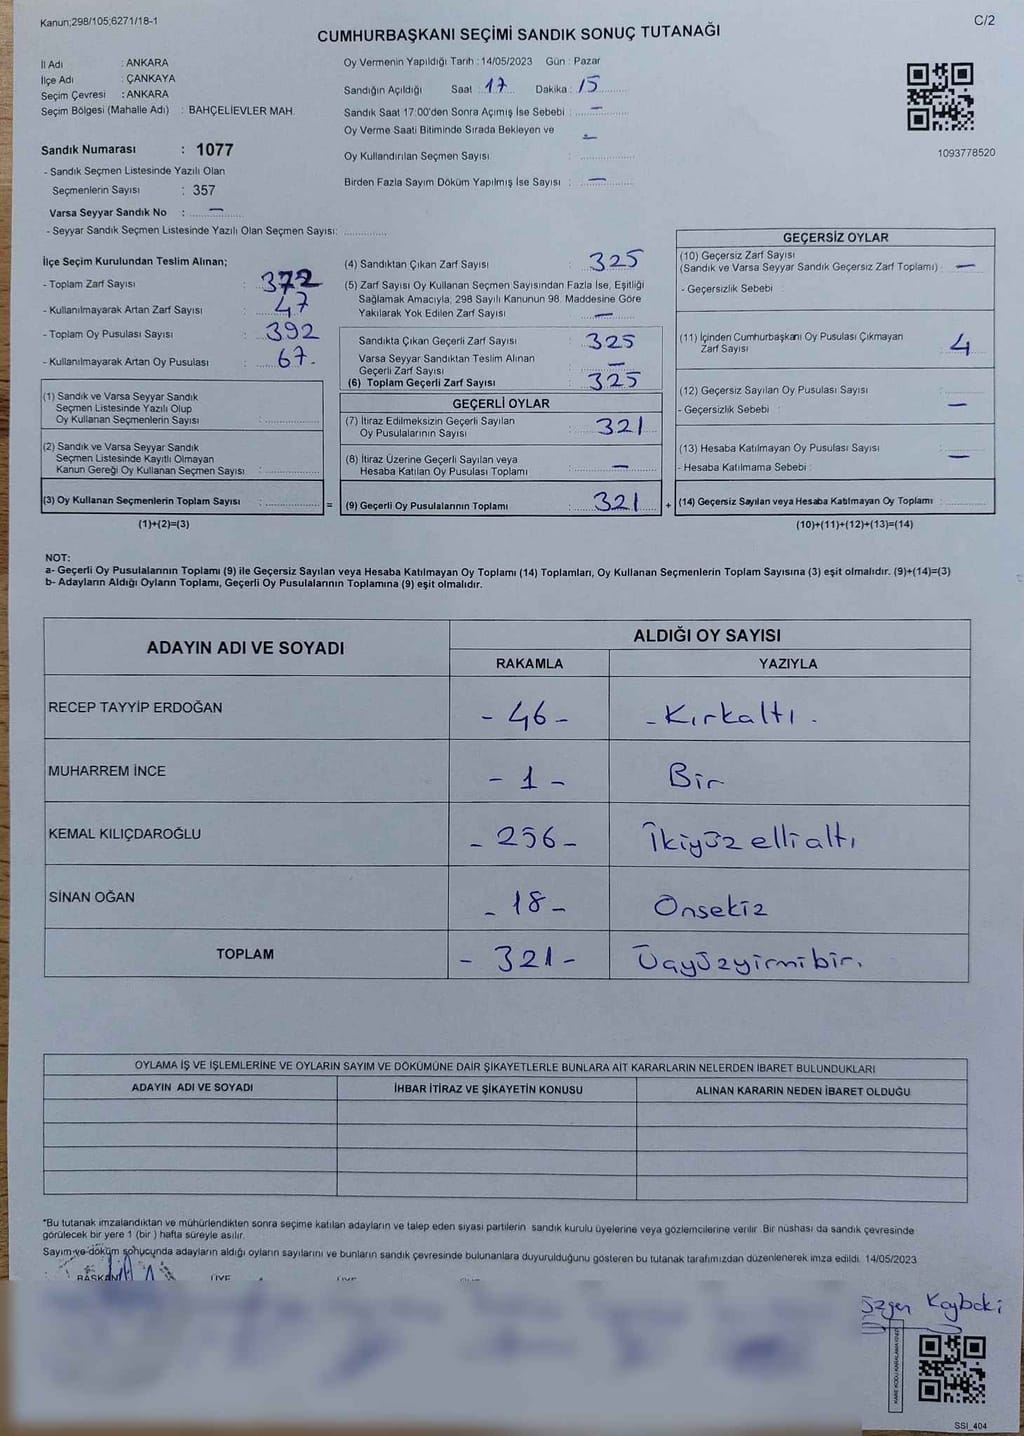 Kanun;298/105;6271/18-1
C/2
CUMHURBAŞKANI SEÇİMİ SANDIK SONUÇ TUTANAĞI
İl Adı : ANKARA
İlçe Adı : ÇANKAYA
Seçim Çevresi : ANKARA
Seçim Bölgesi (Mahalle Adı) : BAHÇELİEVLER MAH.
Sandık Numarası : 1077
- Sandık Seçmen Listesinde Yazılı Olan
Seçmenlerin Sayısı : 357
Varsa Seyyar Sandık No : —
- Seyyar Sandık Seçmen Listesinde Yazılı Olan Seçmen Sayısı:
Oy Vermenin Yapıldığı Tarih : 14/05/2023 Gün : Pazar
Sandığın Açıldığı Saat : 17 Dakika : 15
Sandık Saat 17:00'den Sonra Açımış İse Sebebi : —
Oy Verme Saati Bitiminde Sırada Bekleyen ve
Oy Kullandırılan Seçmen Sayısı : —
Birden Fazla Sayım Döküm Yapılmış İse Sayısı : —
1093778520
İlçe Seçim Kurulundan Teslim Alınan;
- Toplam Zarf Sayısı : 372
- Kullanılmayarak Artan Zarf Sayısı : 47
- Toplam Oy Pusulası Sayısı : 392
- Kullanılmayarak Artan Oy Pusulası : 67.
(1) Sandık ve Varsa Seyyar Sandık
Seçmen Listesinde Yazılı Olup
Oy Kullanan Seçmenlerin Sayısı :
(2) Sandık ve Varsa Seyyar Sandık
Seçmen Listesinde Kayıtlı Olmayan
Kanun Gereği Oy Kullanan Seçmen Sayısı :
(3) Oy Kullanan Seçmenlerin Toplam Sayısı :
(1)+(2)=(3)
(4) Sandıktan Çıkan Zarf Sayısı : 325
(5) Zarf Sayısı Oy Kullanan Seçmen Sayısından Fazla İse, Eşitliği
Sağlamak Amacıyla, 298 Sayılı Kanunun 98. Maddesine Göre
Yakılarak Yok Edilen Zarf Sayısı : —
Sandıkta Çıkan Geçerli Zarf Sayısı : 325
Varsa Seyyar Sandıktan Teslim Alınan
Geçerli Zarf Sayısı : —
(6) Toplam Geçerli Zarf Sayısı : 325
GEÇERLİ OYLAR
(7) İtiraz Edilmeksizin Geçerli Sayılan
Oy Pusulalarının Sayısı : 321
(8) İtiraz Üzerine Geçerli Sayılan veya
Hesaba Katılan Oy Pusulası Toplamı : —
= (9) Geçerli Oy Pusulalarının Toplamı : 321 +
GEÇERSİZ OYLAR
(10) Geçersiz Zarf Sayısı
(Sandık ve Varsa Seyyar Sandık Geçersiz Zarf Toplamı) : —
- Geçersizlik Sebebi :
(11) İçinden Cumhurbaşkanı Oy Pusulası Çıkmayan
Zarf Sayısı : 4
(12) Geçersiz Sayılan Oy Pusulası Sayısı : —
- Geçersizlik Sebebi :
(13) Hesaba Katılmayan Oy Pusulası Sayısı : —
- Hesaba Katılmama Sebebi :
(14) Geçersiz Sayılan veya Hesaba Katılmayan Oy Toplamı :
(10)+(11)+(12)+(13)=(14)
NOT:
a- Geçerli Oy Pusulalarının Toplamı (9) ile Geçersiz Sayılan veya Hesaba Katılmayan Oy Toplamı (14) Toplamları, Oy Kullanan Seçmenlerin Toplam Sayısına (3) eşit olmalıdır. (9)+(14)=(3)
b- Adayların Aldığı Oyların Toplamı, Geçerli Oy Pusulalarının Toplamına (9) eşit olmalıdır.
ADAYIN ADI VE SOYADI
ALDIĞI OY SAYISI
RAKAMLA YAZIYLA
RECEP TAYYİP ERDOĞAN - 46 - - Kırkaltı .
MUHARREM İNCE - 1 - Bir
KEMAL KILIÇDAROĞLU - 256 - İkiyüzellialtı
SİNAN OĞAN - 18 - Onsekiz
TOPLAM - 321 - Üçyüzyirmibir.
OYLAMA İŞ VE İŞLEMLERİNE VE OYLARIN SAYIM VE DÖKÜMÜNE DAİR ŞİKAYETLERLE BUNLARA AİT KARARLARIN NELERDEN İBARET BULUNDUKLARI
ADAYIN ADI VE SOYADI İHBAR İTİRAZ VE ŞİKAYETİN KONUSU ALINAN KARARIN NEDEN İBARET OLDUĞU
*Bu tutanak imzalandıktan ve mühürlendikten sonra seçime katılan adayların ve talep eden siyasi partilerin sandık kurulu üyelerine veya gözlemcilerine verilir. Bir nüshası da sandık çevresinde
görülecek bir yere 1 (bir) hafta süreyle asılır.
Sayım ve döküm sonucunda adayların aldığı oyların sayılarını ve bunların sandık çevresinde bulunanlara duyurulduğunu gösteren bu tutanak tarafımızdan düzenlenerek imza edildi. 14/05/2023
BAŞKAN ÜYE ÜYE
SSI_404